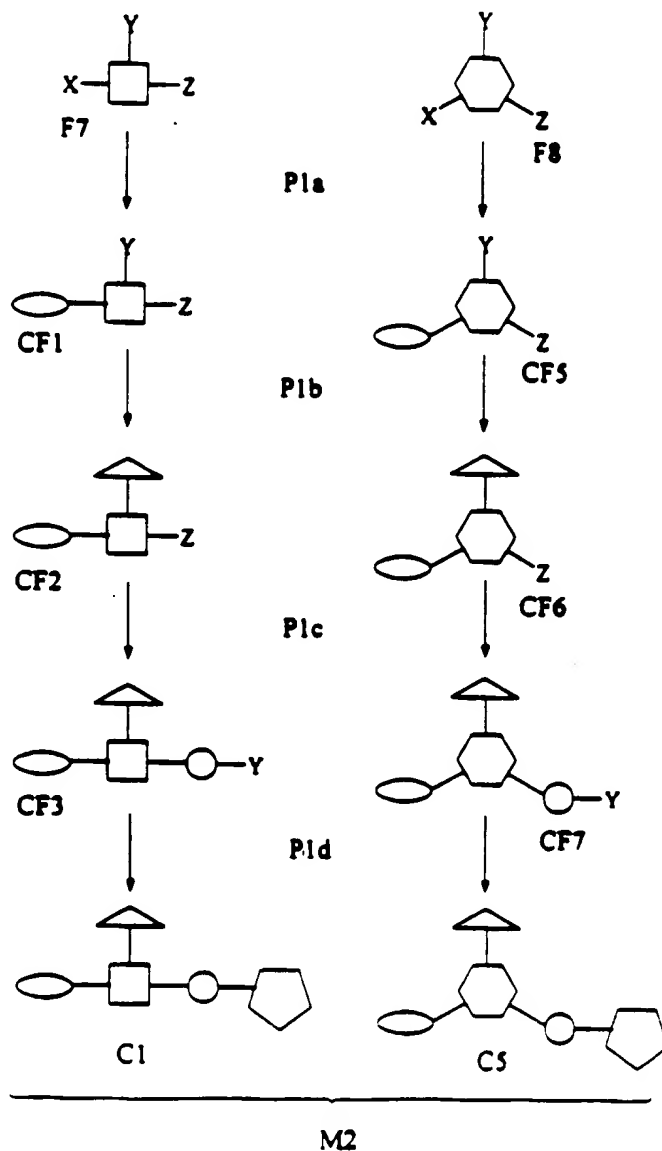 Y Y
X Z X Z
F7 F8
P1a
Y Y
Z Z
CF1 CF5
P1b
Z Z
CF2 CF6
P1c
Y Y
CF3 CF7
P1d
C1 C5
M2